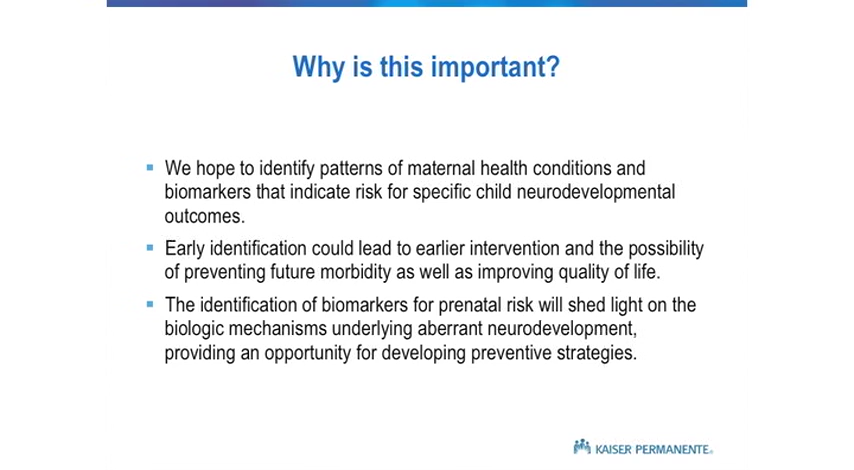 Why is this important?
We hope to identify patterns of maternal health conditions and
biomarkers that indicate risk for specific child neurodevelopmental
outcomes.
Early identification could lead to earlier intervention and the possibility
of preventing future morbidity as well as improving quality of life.
The identification of biomarkers for prenatal risk will shed light on the
biologic mechanisms underlying aberrant neurodevelopment,
providing an opportunity for developing preventive strategies.
KAISER PERMANENTE®